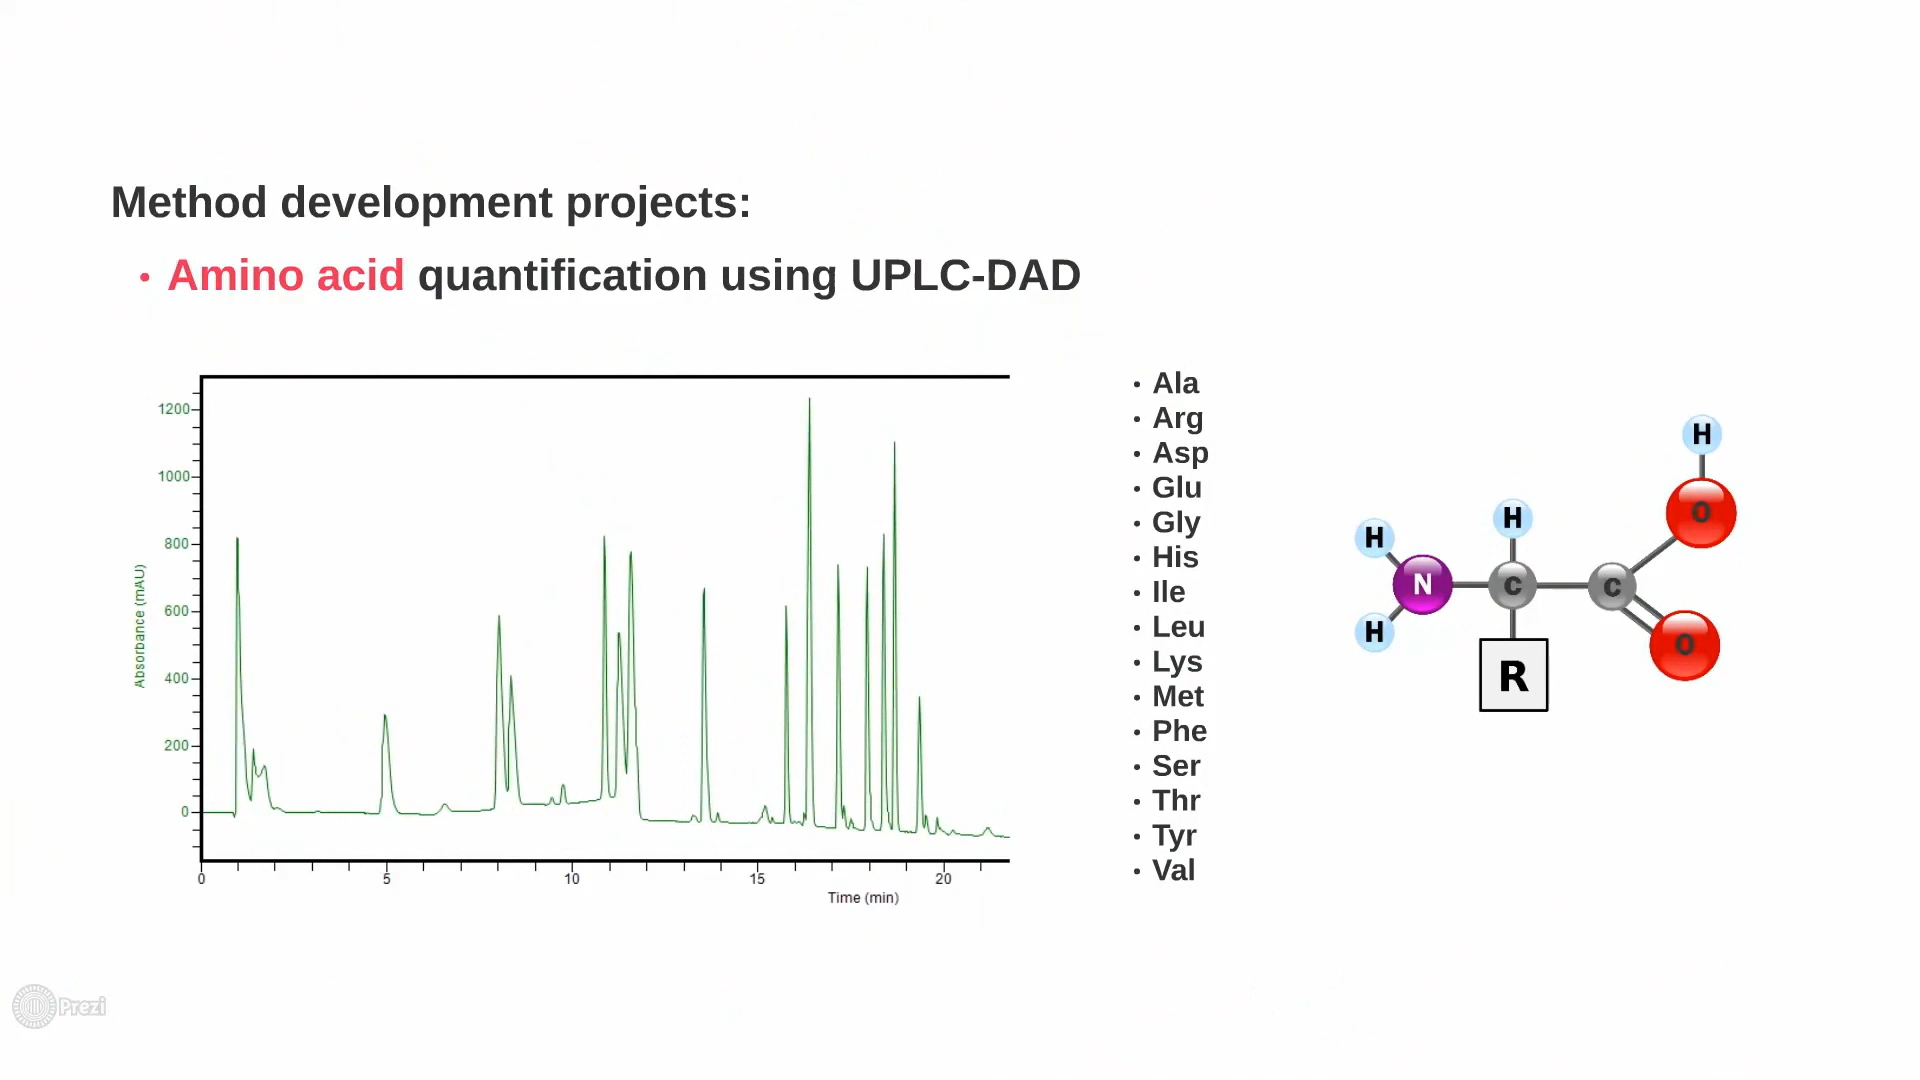 Method development projects:
• Amino acid quantification using UPLC-DAD
Absorbance (mAU)
1200
1000
800
600
400
200
0
0 5 10 15 20
Time (min)
• Ala
• Arg
• Asp
• Glu
• Gly
• His
• Ile
• Leu
• Lys
• Met
• Phe
• Ser
• Thr
• Tyr
• Val
H
O
H
H
N
C
C
H
O
R
Prezi